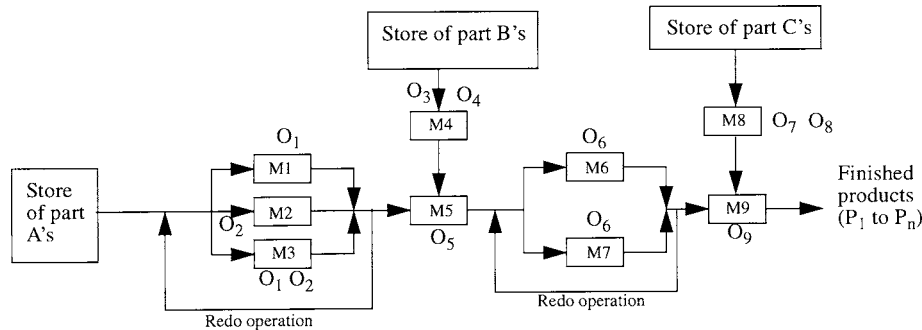 Store of part B's
Store of part C's
O₃ O₄
M4
M8
O₇ O₈
O₁
M1
O₆
M6
Store
of part
A's
O₂
M2
M5
O₅
M9
O₉
Finished
products
(P₁ to Pₙ)
M3
O₁ O₂
O₆
M7
Redo operation
Redo operation